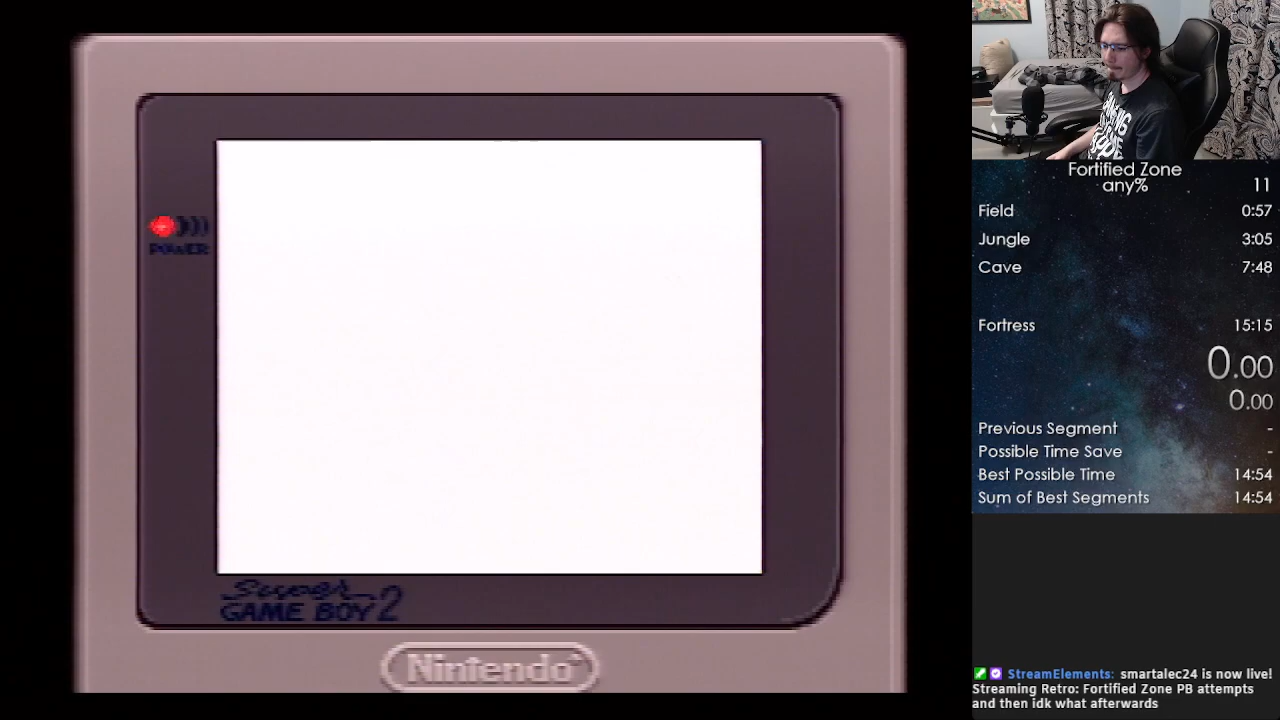 POWER
Super
GAME BOY 2
Nintendo
Fortified Zone
any% 11
Field 0:57
Jungle 3:05
Cave 7:48
Fortress 15:15
0.00
0.00
Previous Segment -
Possible Time Save -
Best Possible Time 14:54
Sum of Best Segments 14:54
StreamElements: smartalec24 is now live!
Streaming Retro: Fortified Zone PB attempts
and then idk what afterwards